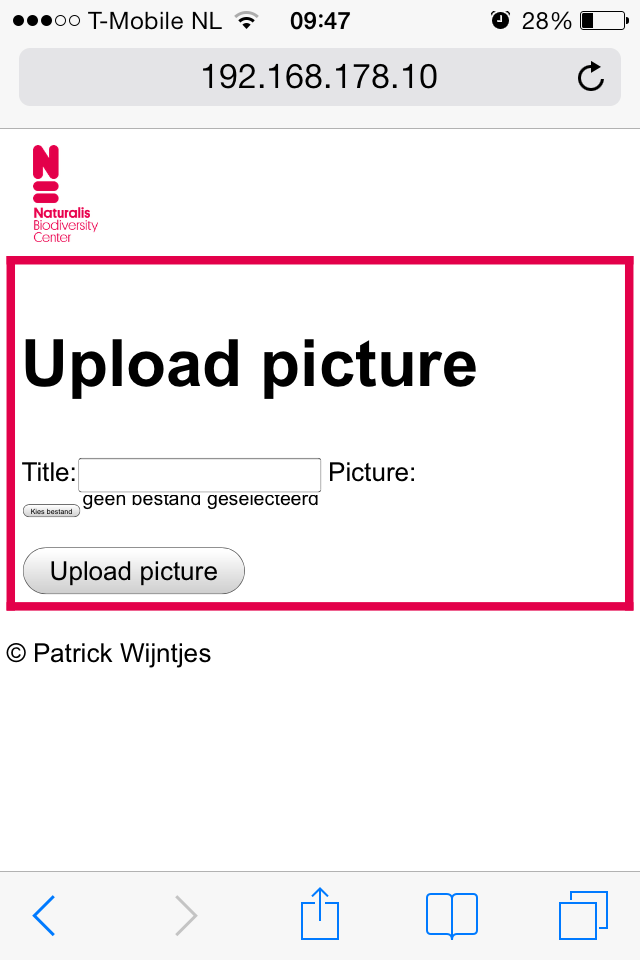 T-Mobile NL 09:47 28%
192.168.178.10
Naturalis
Biodiversity
Center
Upload picture
Title: Picture:
Kies bestand geen bestand geselecteerd
Upload picture
© Patrick Wijntjes